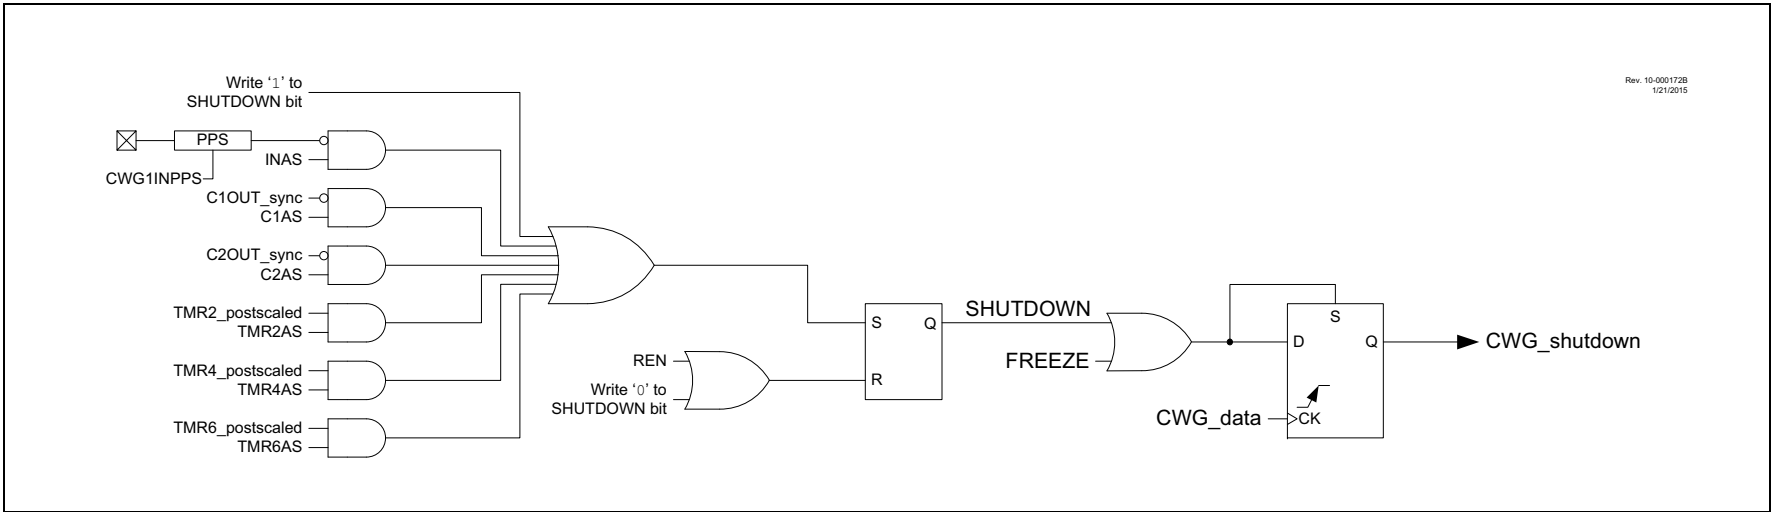 Write ‘1’ to
SHUTDOWN bit
Rev. 10-000172B
1/21/2015
PPS
INAS
CWG1INPPS
C1OUT_sync
C1AS
C2OUT_sync
C2AS
TMR2_postscaled
TMR2AS
TMR4_postscaled
TMR4AS
TMR6_postscaled
TMR6AS
REN
Write ‘0’ to
SHUTDOWN bit
S
Q
R
SHUTDOWN
FREEZE
S
D
Q
CWG_data
CK
CWG_shutdown